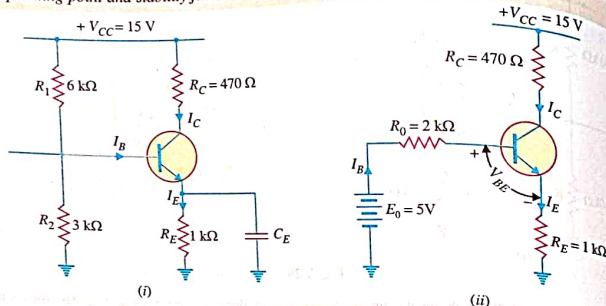 + VCC = 15 V
R1
6 kΩ
RC = 470 Ω
IC
IB
IE
R2
3 kΩ
RE
1 kΩ
CE
(i)
+VCC = 15 V
RC = 470 Ω
IC
R0 = 2 kΩ
IB
+
VBE
–
IE
E0 = 5V
RE = 1 kΩ
(ii)